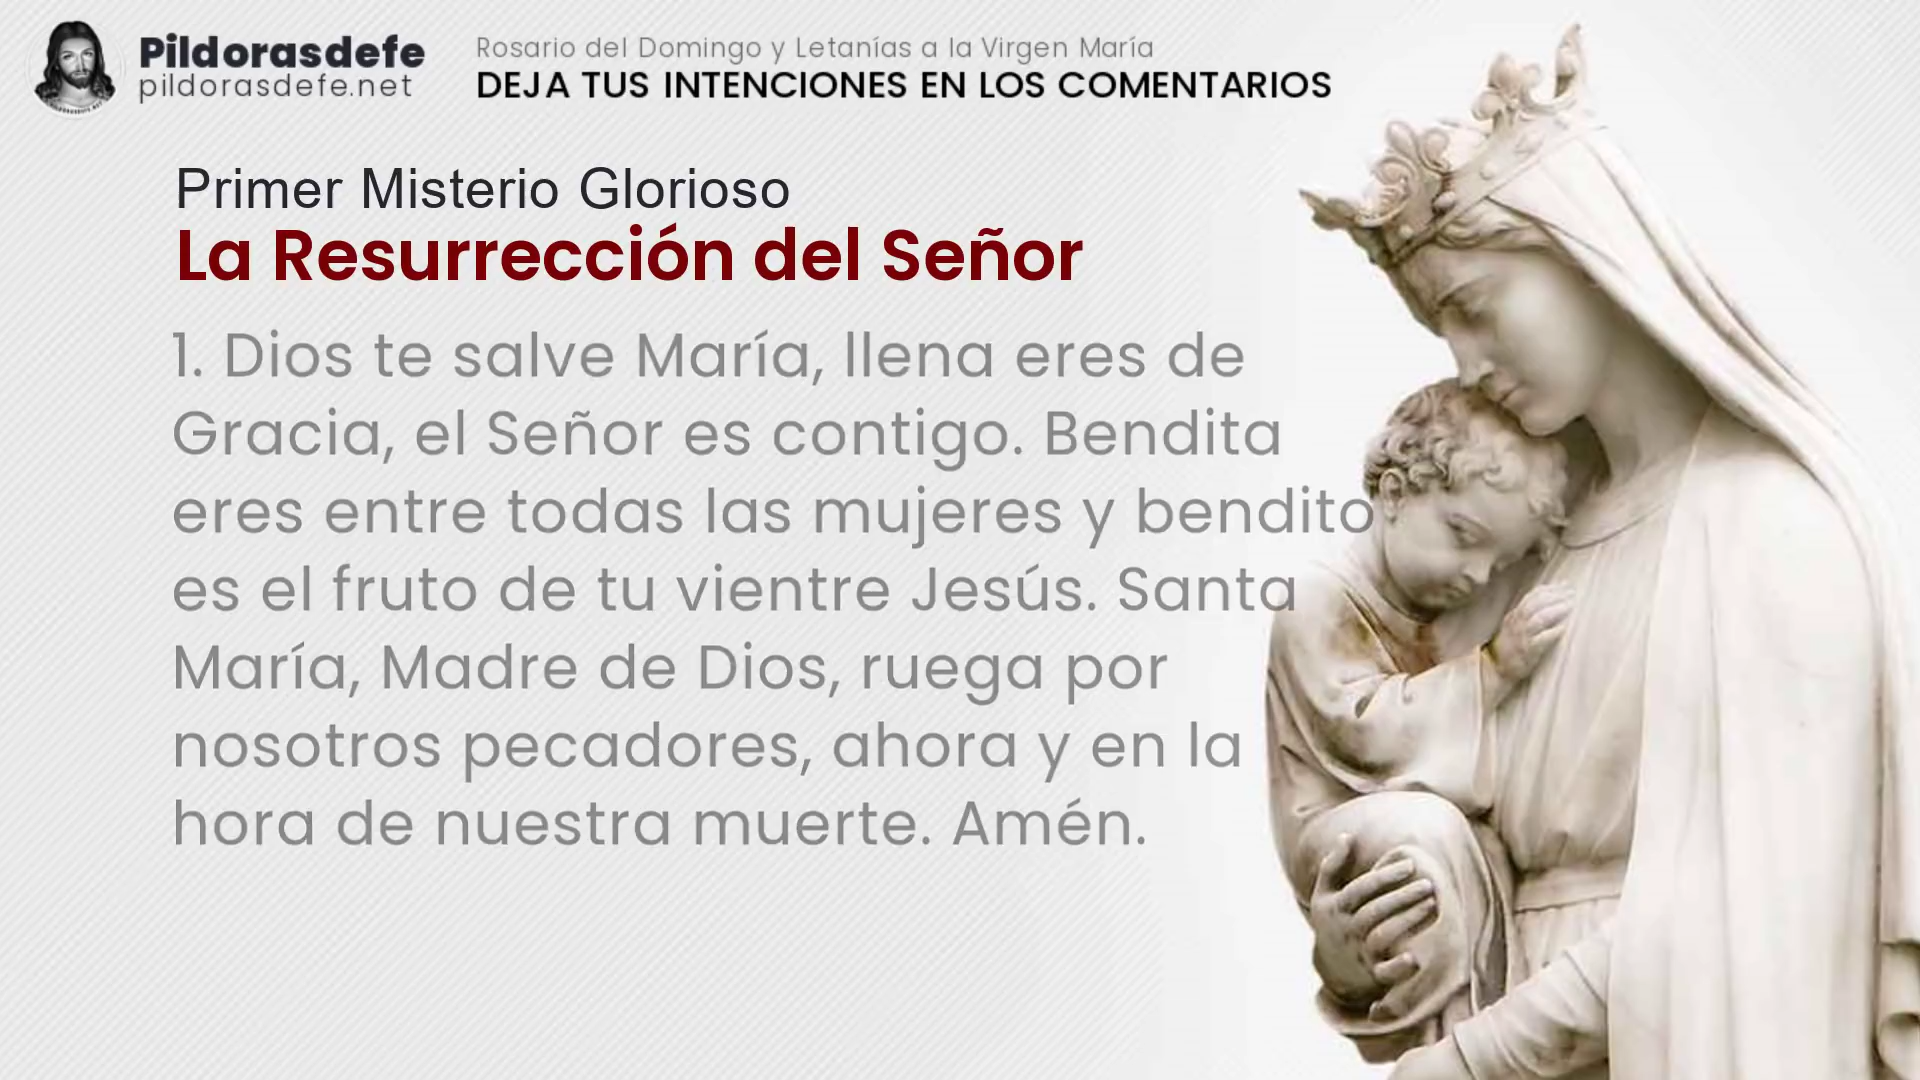 Pildorasdefe
pildorasdefe.net
Rosario del Domingo y Letanías a la Virgen María
DEJA TUS INTENCIONES EN LOS COMENTARIOS
Primer Misterio Glorioso
La Resurrección del Señor
1. Dios te salve María, llena eres de
Gracia, el Señor es contigo. Bendita
eres entre todas las mujeres y bendito
es el fruto de tu vientre Jesús. Santa
María, Madre de Dios, ruega por
nosotros pecadores, ahora y en la
hora de nuestra muerte. Amén.